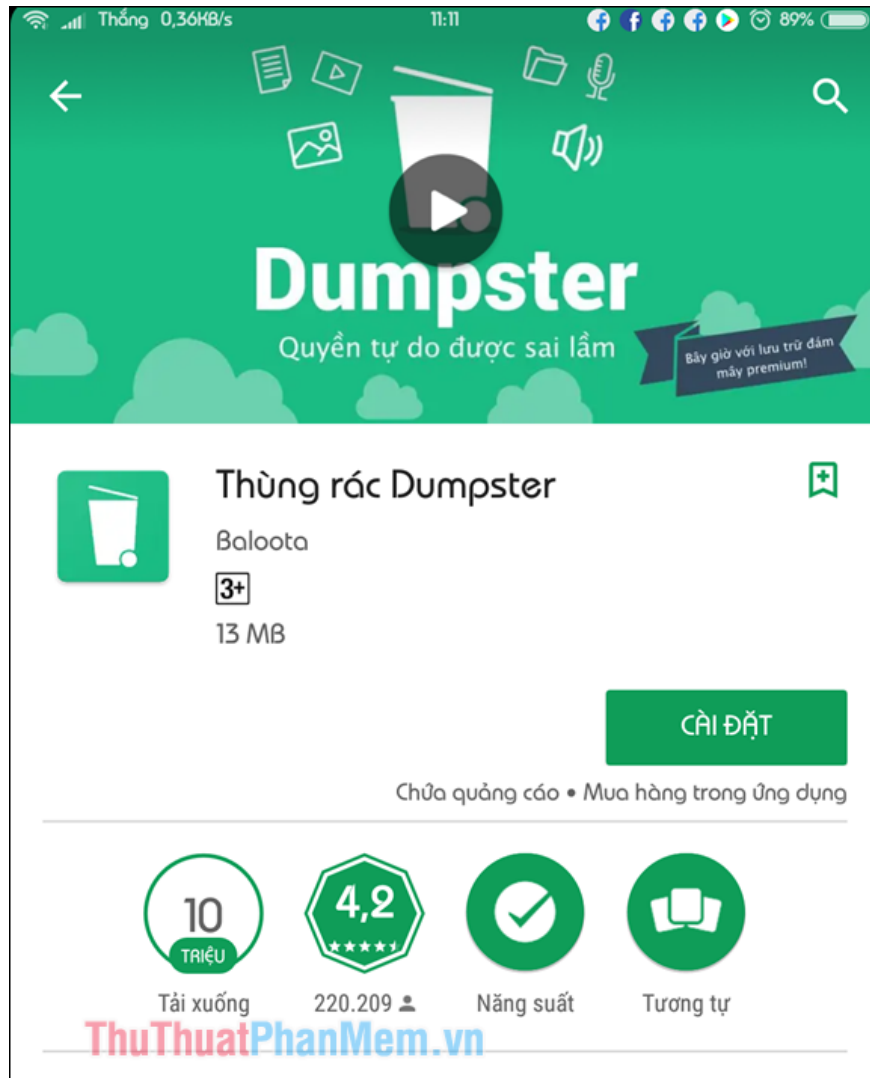 Thắng 0,36KB/s 11:11 89%
Dumpster
Quyền tự do được sai lầm
Bây giờ với lưu trữ đám
mây premium!
Thùng rác Dumpster
Baloota
3+
13 MB
CÀI ĐẶT
Chứa quảng cáo • Mua hàng trong ứng dụng
10
TRIỆU
4,2
Tải xuống
220.209
Năng suất
Tương tự
ThuThuatPhanMem.vn